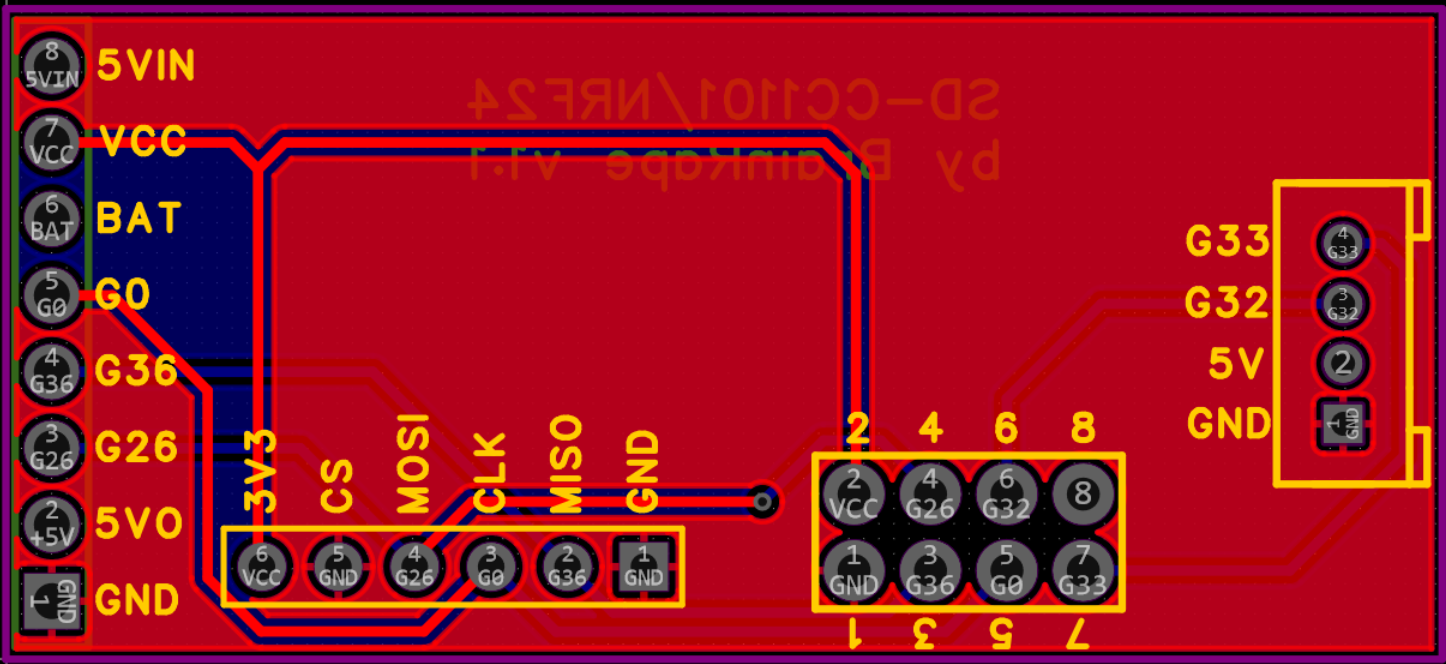 8
5VIN
5VIN
SD-CC1101/NRF24
7
VCC
VCC
by BrainRape v1.1
6
BAT
BAT
5
G0
G0
4
G36
G36
3
G26
G26
2
+5V
5VO
1
GND
GND
3V3
CS
MOSI
CLK
MISO
GND
6
VCC
5
GND
4
G26
3
G0
2
G36
1
GND
2
4
6
8
2
VCC
4
G26
6
G32
8
1
GND
3
G36
5
G0
7
G33
1
3
5
7
G33
G32
5V
GND
4
G33
3
G32
2
1
GND